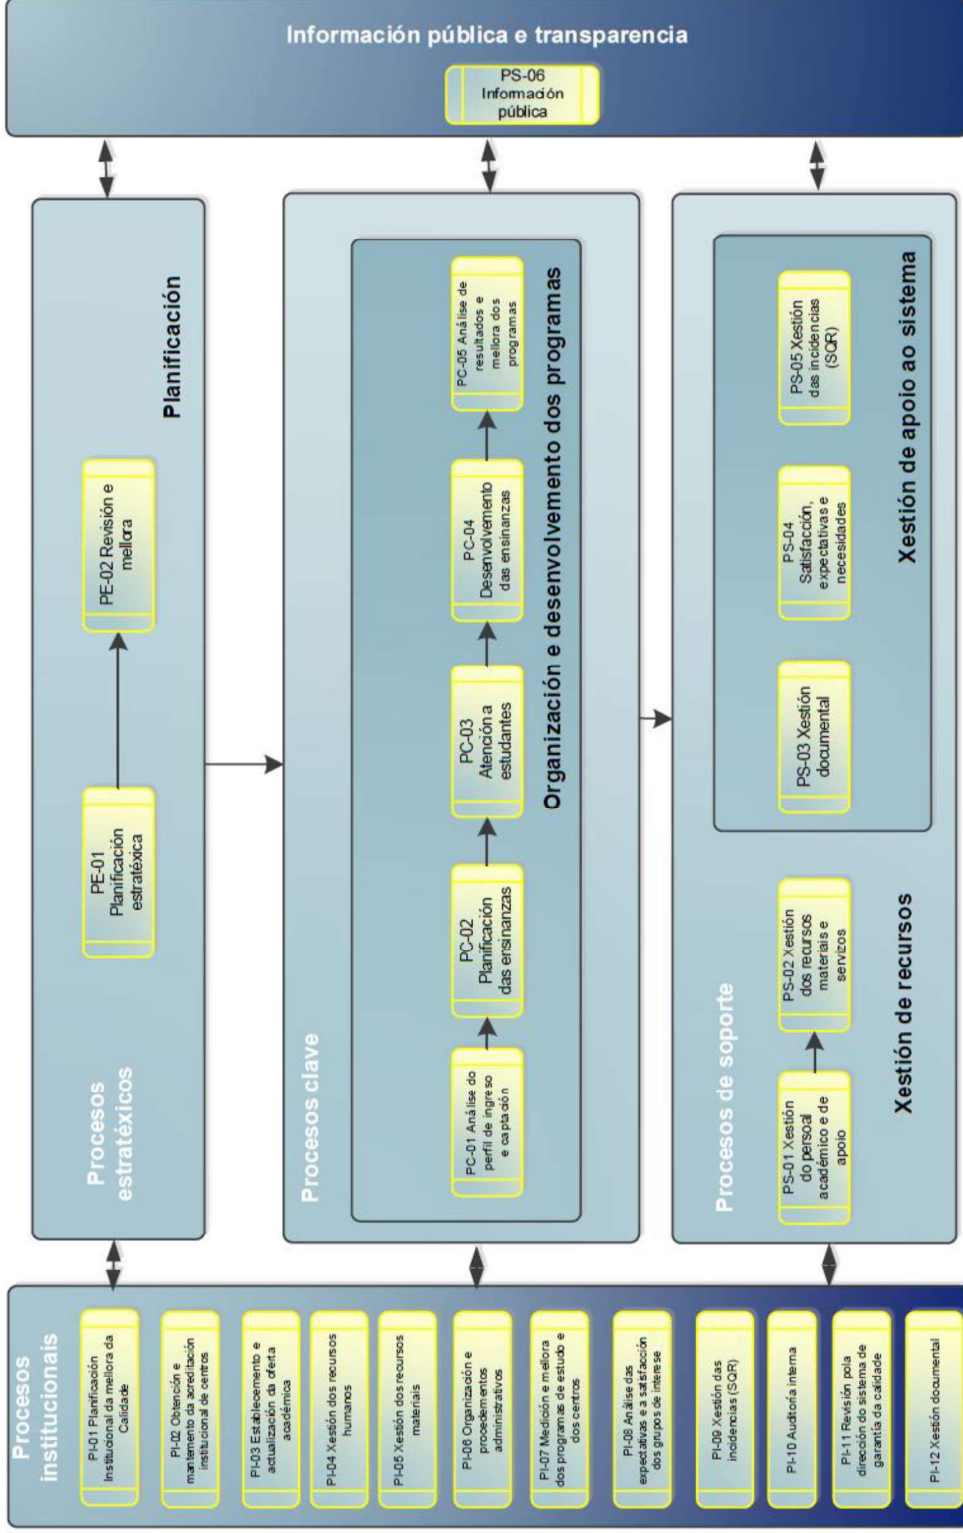 Procesos
institucionais
PI-01 Planificación
Institucional da mellora da
Calidade
PI-02 Obtención e
mantemento da acreditación
institucional de centros
PI-03 Establecemento e
actualización da oferta
académica
PI-04 Xestión dos recursos
humanos
PI-05 Xestión dos recursos
materiais
PI-06 Organización e
procedementos
administrativos
PI-07 Medición e mellora
dos programas de estudo e
dos centros
PI-08 Análise das
expectativas e a satisfacción
dos grupos de interese
PI-09 Xestión das
incidencias (SQR)
PI-10 Auditoría interna
PI-11 Revisión pola
dirección do sistema de
garantía da calidade
PI-12 Xestión documental
Procesos
estratéxicos
PE-01
Planificación
estratéxica
PE-02 Revisión e
mellora
Planificación
Procesos clave
PC-01 Análise do
perfil de ingreso
e captación
PC-02
Planificación
das ensinanzas
PC-03
Atención a
estudantes
PC-04
Desenvolvemento
das ensinanzas
PC-05 Análise de
resultados e
mellora dos
programas
Organización e desenvolvemento dos programas
Procesos de soporte
PS-01 Xestión
do persoal
académico e de
apoio
PS-02 Xestión
dos recursos
materiais e
servizos
Xestión de recursos
PS-03 Xestión
documental
PS-04
Satisfacción,
expectativas e
necesidades
PS-05 Xestión
das incidencias
(SQR)
Xestión de apoio ao sistema
Información pública e transparencia
PS-06
Información
pública